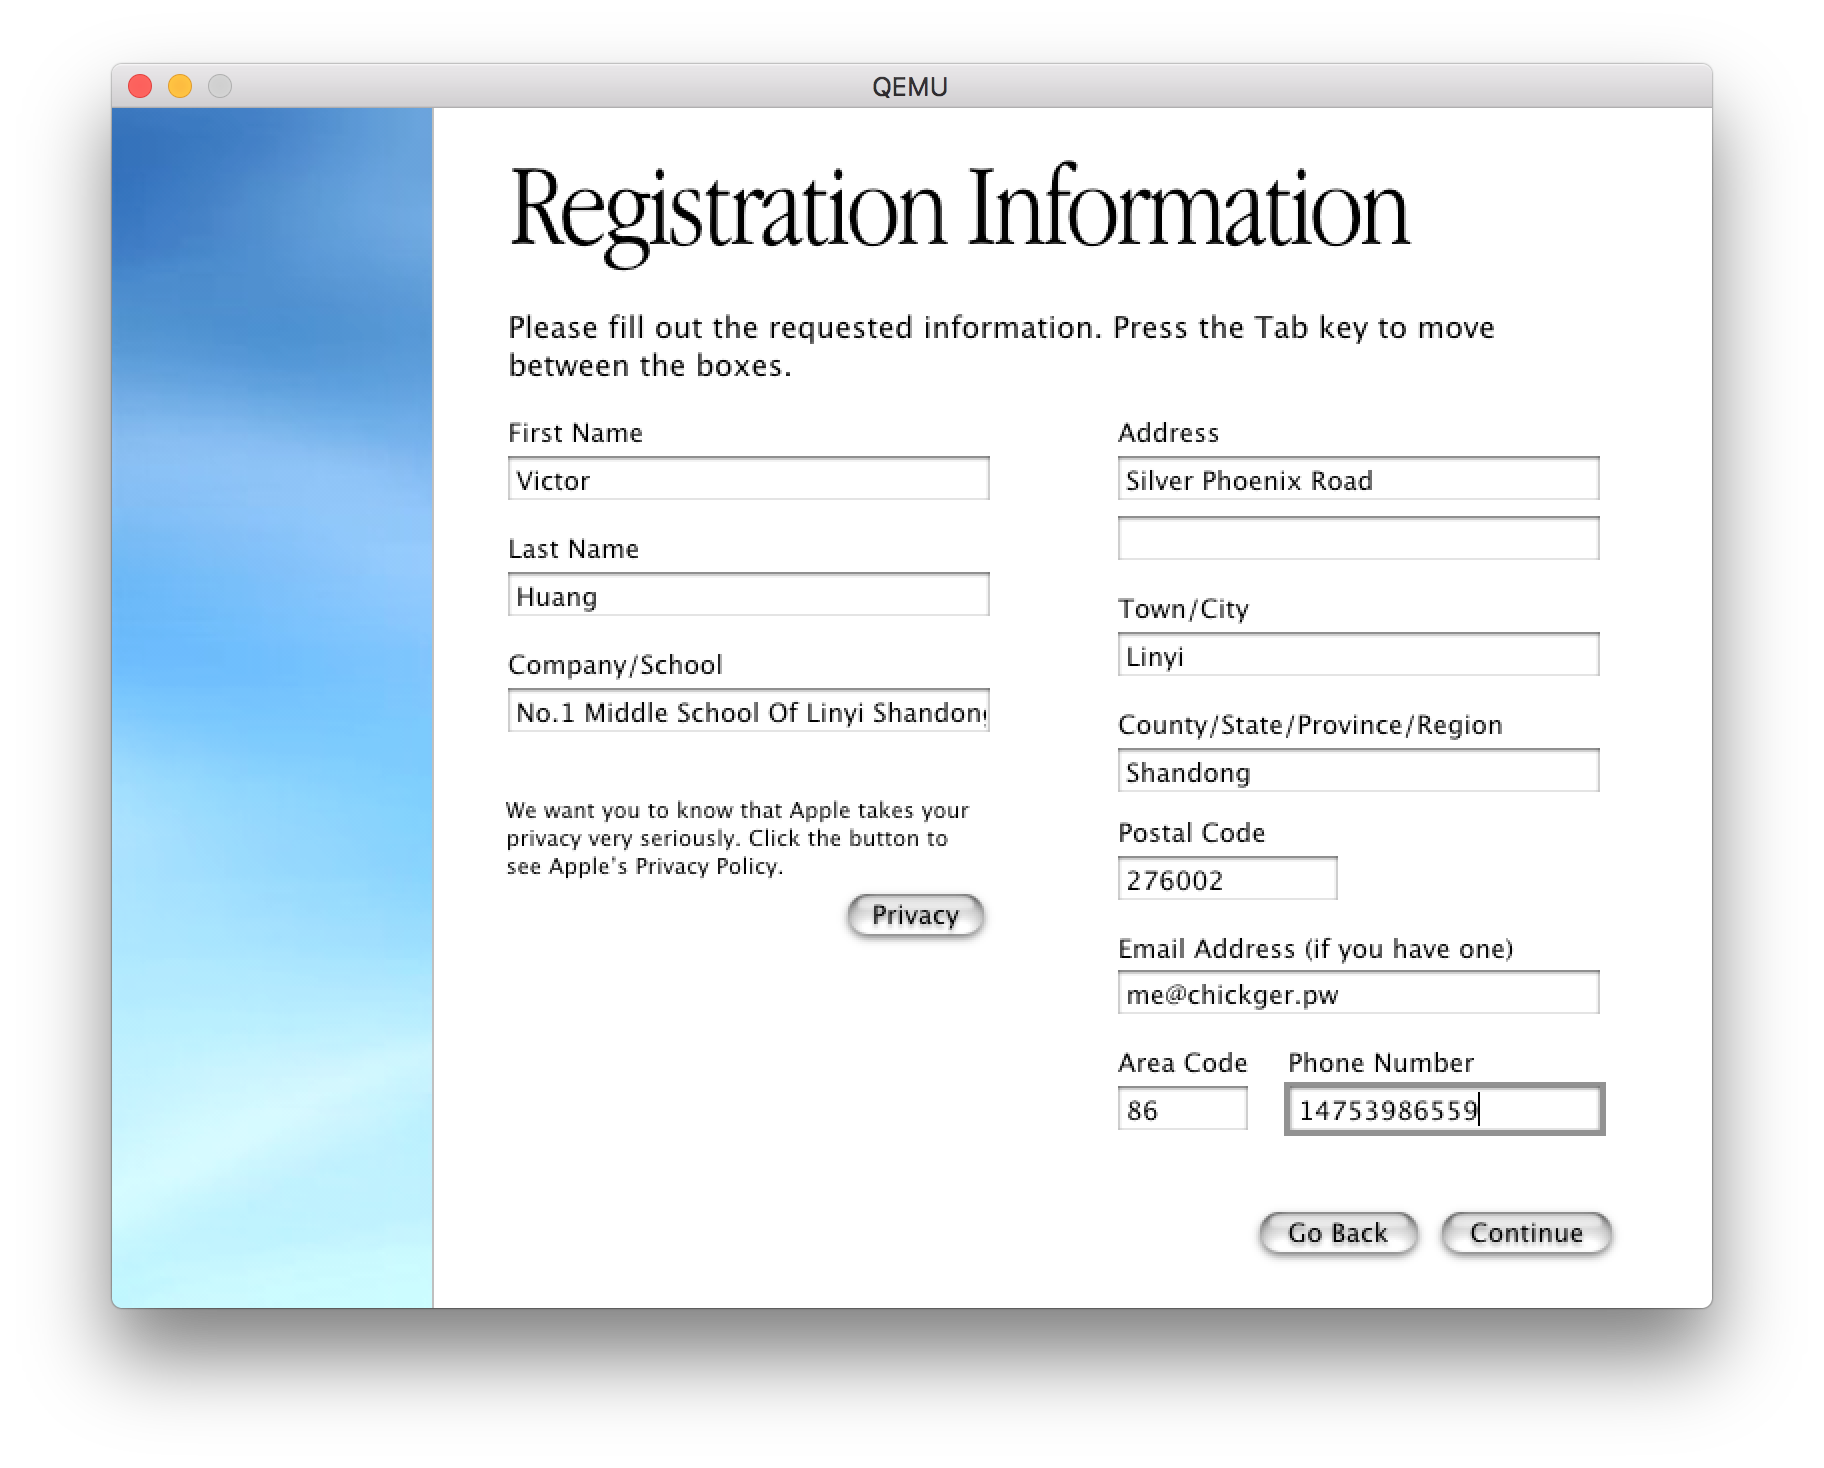 QEMU
Registration Information
Please fill out the requested information. Press the Tab key to move
between the boxes.
First Name
Victor
Last Name
Huang
Company/School
No.1 Middle School Of Linyi Shandong
We want you to know that Apple takes your
privacy very seriously. Click the button to
see Apple's Privacy Policy.
Privacy
Address
Silver Phoenix Road
Town/City
Linyi
County/State/Province/Region
Shandong
Postal Code
276002
Email Address (if you have one)
me@chickger.pw
Area Code Phone Number
86 14753986559
Go Back Continue